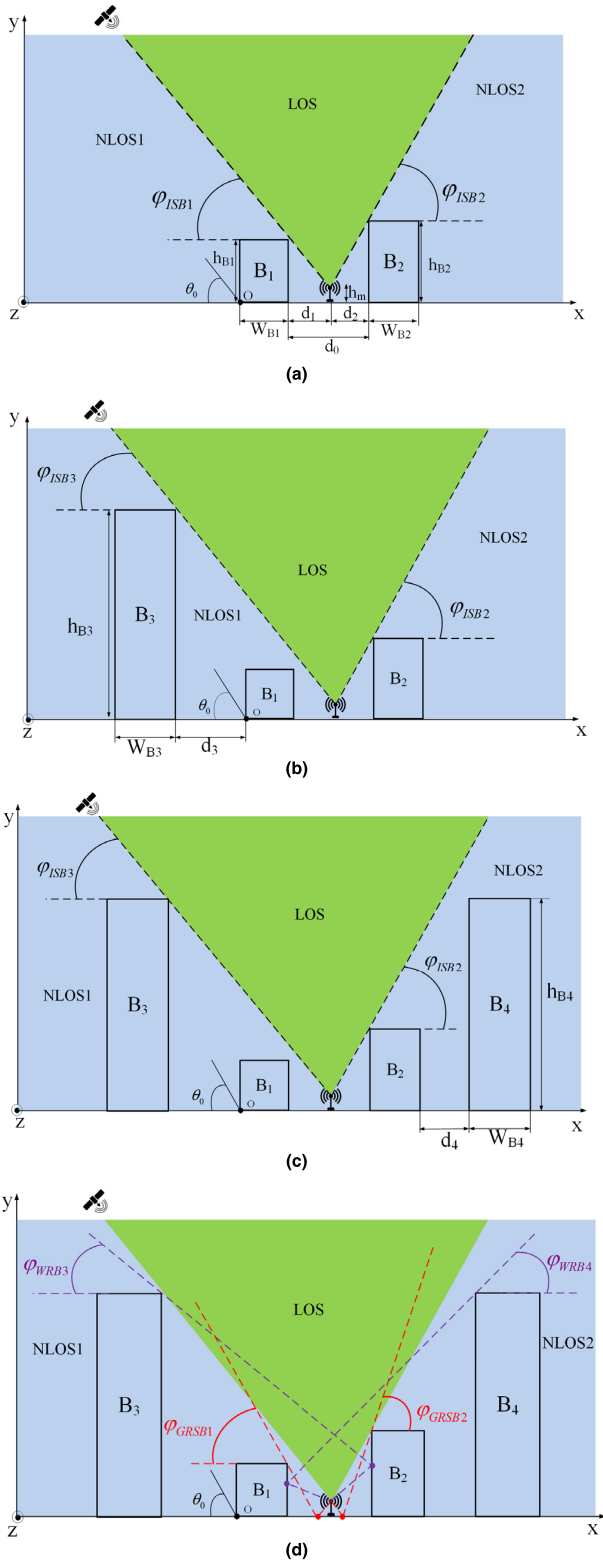 y
LOS
NLOS2
NLOS1
φISB1
φISB2
hB1
B1
B2
hB2
θ0
O
hm
z
x
WB1
d1
d2
WB2
d0
(a)
y
φISB3
NLOS2
LOS
B3
NLOS1
φISB2
hB3
B1
B2
θ0
O
z
x
WB3
d3
(b)
y
φISB3
NLOS2
LOS
φISB2
NLOS1
B3
B4
hB4
B1
B2
θ0
O
z
x
d4
WB4
(c)
y
φWRB3
φWRB4
LOS
NLOS1
NLOS2
B3
B4
φGRSB1
φGRSB2
B1
B2
θ0
O
z
x
(d)